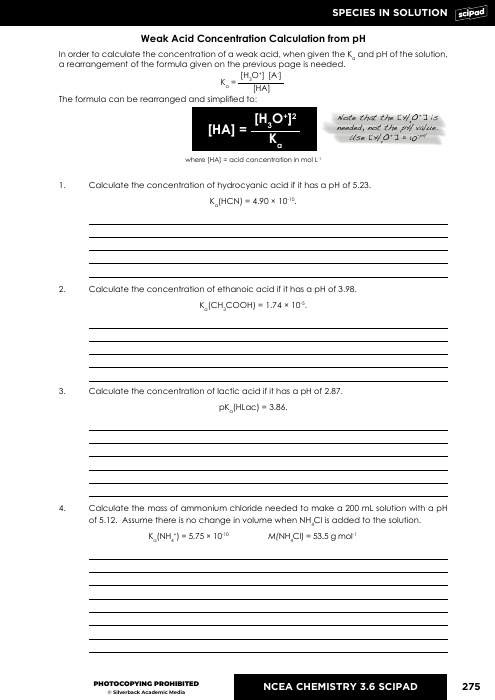 SPECIES IN SOLUTION scipad
Weak Acid Concentration Calculation from pH
In order to calculate the concentration of a weak acid, when given the Kₐ and pH of the solution,
a rearrangement of the formula given on the previous page is needed.
Kₐ = [H₃O⁺] [A⁻] / [HA]
The formula can be rearranged and simplified to:
[HA] = [H₃O⁺]² / Kₐ
Note that the [H₃O⁺] is
needed, not the pH value.
Use [H₃O⁺] = 10⁻ᵖᴴ
where [HA] = acid concentration in mol L⁻¹
1. Calculate the concentration of hydrocyanic acid if it has a pH of 5.23.
Kₐ(HCN) = 4.90 × 10⁻¹⁰.
2. Calculate the concentration of ethanoic acid if it has a pH of 3.98.
Kₐ(CH₃COOH) = 1.74 × 10⁻⁵.
3. Calculate the concentration of lactic acid if it has a pH of 2.87.
pKₐ(HLac) = 3.86.
4. Calculate the mass of ammonium chloride needed to make a 200 mL solution with a pH
of 5.12. Assume there is no change in volume when NH₄Cl is added to the solution.
Kₐ(NH₄⁺) = 5.75 × 10⁻¹⁰ M(NH₄Cl) = 53.5 g mol⁻¹
PHOTOCOPYING PROHIBITED
© Silverback Academic Media
NCEA CHEMISTRY 3.6 SCIPAD
275